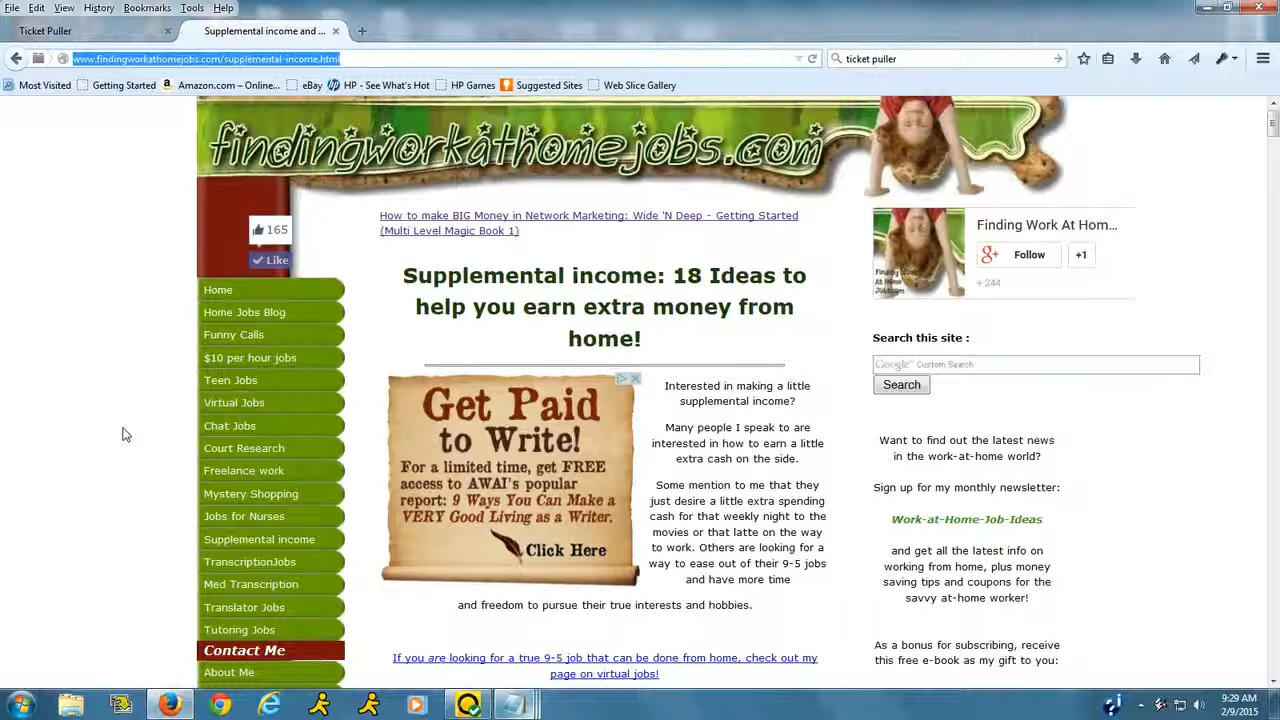 File Edit View History Bookmarks Tools Help
Ticket Puller × Supplemental income and ... × +
www.findingworkathomejobs.com/supplemental-income.html ticket puller
Most Visited Getting Started Amazon.com – Online... eBay HP - See What's Hot HP Games Suggested Sites Web Slice Gallery
findingworkathomejobs.com
165
Like
Home
Home Jobs Blog
Funny Calls
$10 per hour jobs
Teen Jobs
Virtual Jobs
Chat Jobs
Court Research
Freelance work
Mystery Shopping
Jobs for Nurses
Supplemental income
TranscriptionJobs
Med Transcription
Translator Jobs
Tutoring Jobs
Contact Me
About Me
How to make BIG Money in Network Marketing: Wide 'N Deep - Getting Started
(Multi Level Magic Book 1)
Supplemental income: 18 Ideas to
help you earn extra money from
home!
Get Paid
to Write!
For a limited time, get FREE
access to AWAI's popular
report: 9 Ways You Can Make a
VERY Good Living as a Writer.
Click Here
Interested in making a little
supplemental income?
Many people I speak to are
interested in how to earn a little
extra cash on the side.
Some mention to me that they
just desire a little extra spending
cash for that weekly night to the
movies or that latte on the way
to work. Others are looking for a
way to ease out of their 9-5 jobs
and have more time
and freedom to pursue their true interests and hobbies.
If you are looking for a true 9-5 job that can be done from home, check out my
page on virtual jobs!
Finding Work At Hom...
Follow +1
+ 244
Finding Work
At Home
Search this site :
Google™ Custom Search
Search
Want to find out the latest news
in the work-at-home world?
Sign up for my monthly newsletter:
Work-at-Home-Job-Ideas
and get all the latest info on
working from home, plus money
saving tips and coupons for the
savvy at-home worker!
As a bonus for subscribing, receive
this free e-book as my gift to you:
9:29 AM
2/9/2015